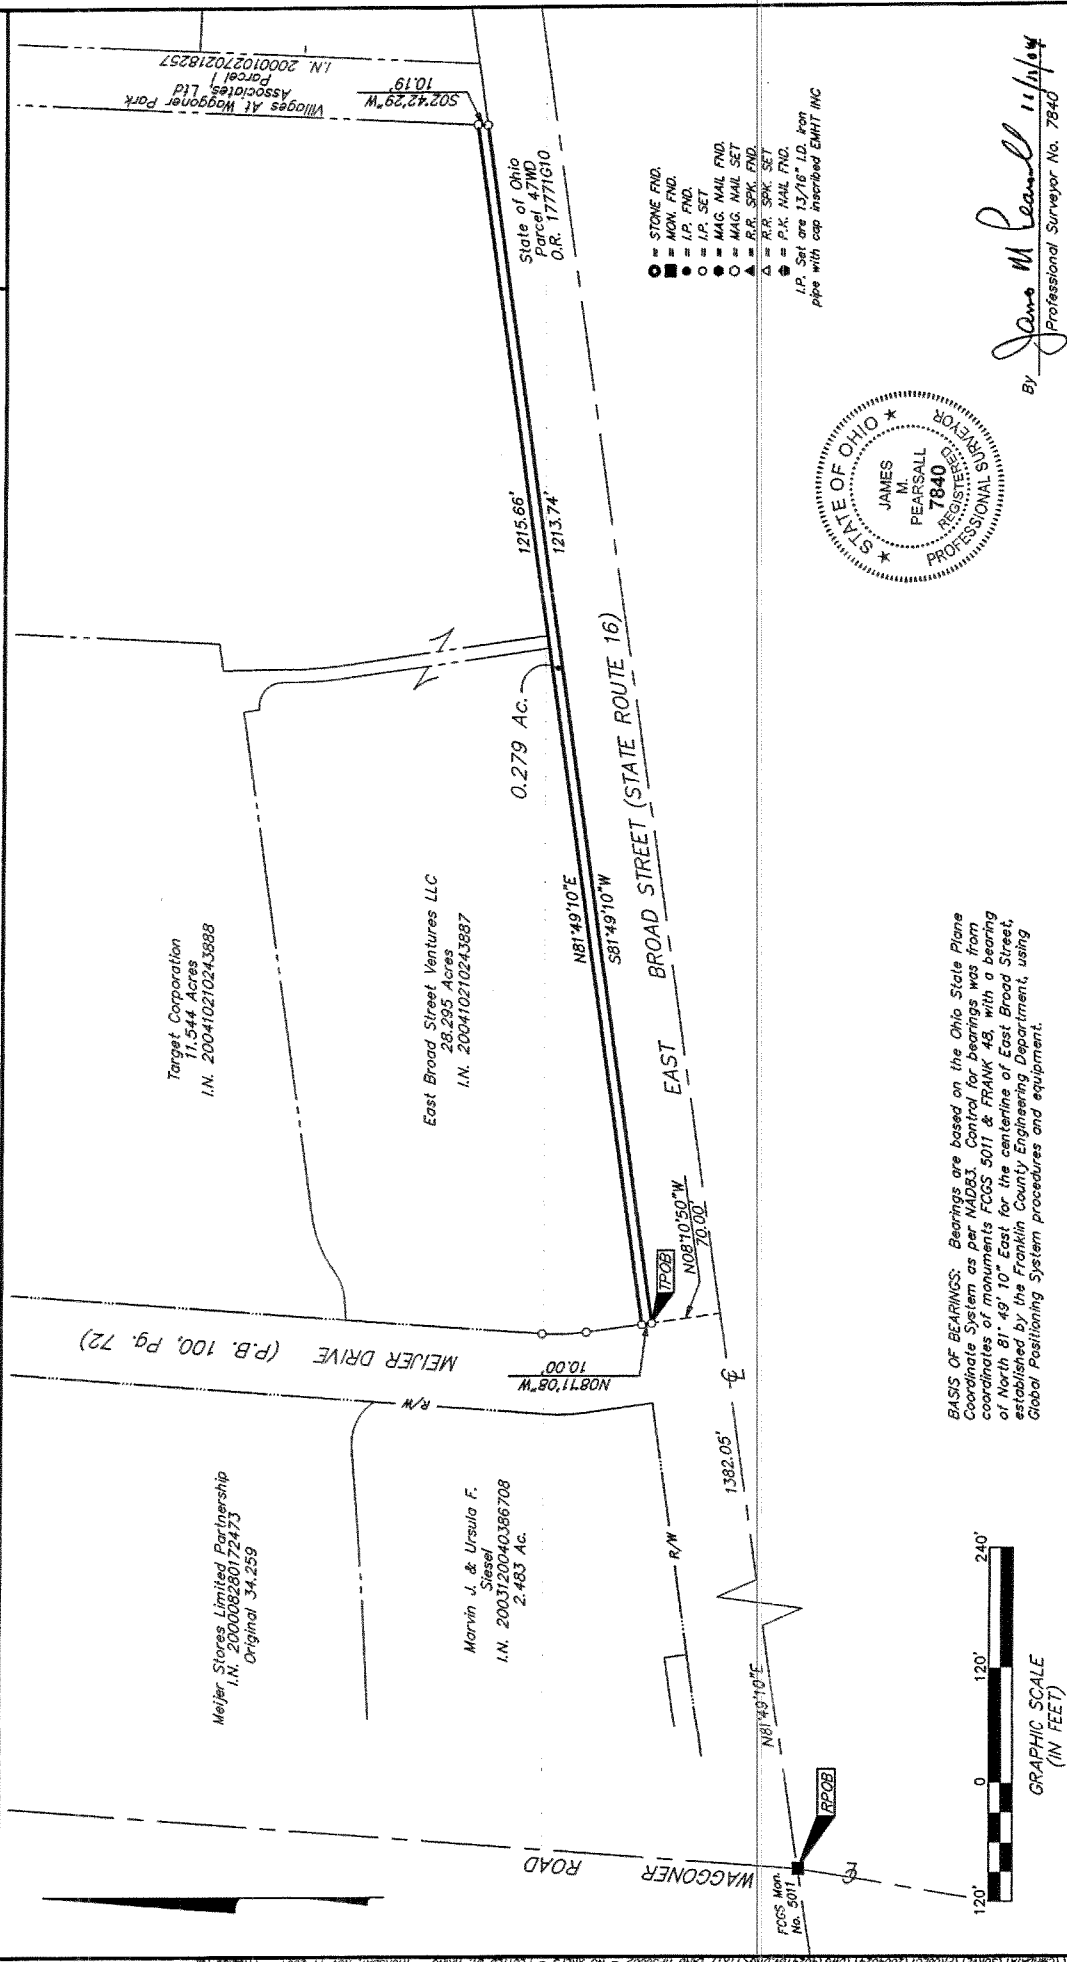 Villages At Waggoner Park
Associates, Ltd
Parcel 1
I.N. 200010270218257
S02°42'29"W
10.19'
State of Ohio
Parcel 47WD
O.R. 17771G10
1215.66'
1213.74'
0.279 Ac.
Target Corporation
11.544 Acres
I.N. 200410210243888
East Broad Street Ventures LLC
28.295 Acres
I.N. 200410210243887
N81°49'10"E
S81°49'10"W
EAST BROAD STREET (STATE ROUTE 16)
MEIJER DRIVE (P.B. 100, Pg. 72)
N08°11'08"W
10.00'
TPOB
N08°10'50"W
70.00'
R/W
Meijer Stores Limited Partnership
I.N. 200008280172473
Original 34.259
Marvin J. & Ursula F.
Siesel
I.N. 200312040386708
2.483 Ac.
R/W
1382.05'
N81°49'10"E
WAGGONER ROAD
FCGS Mon.
No. 5011
RPOB
= STONE FND.
= MON. FND.
= I.P. FND.
= I.P. SET
= MAG. NAIL FND.
= MAG. NAIL SET
= R.R. SPK. FND.
= R.R. SPK. SET
= P.K. NAIL FND.
I.P. Set are 13/16" I.D. iron
pipe with cap inscribed EMHT INC
STATE OF OHIO
JAMES
M.
PEARSALL
7840
REGISTERED
PROFESSIONAL SURVEYOR
By James M Pearsall 11/11/04
Professional Surveyor No. 7840
BASIS OF BEARINGS: Bearings are based on the Ohio State Plane
Coordinate System as per NAD83. Control for bearings was from
coordinates of monuments FCGS 5011 & FRANK 48, with a bearing
of North 81° 49' 10" East for the centerline of East Broad Street,
established by the Franklin County Engineering Department, using
Global Positioning System procedures and equipment.
120' 0 120' 240'
GRAPHIC SCALE
(IN FEET)